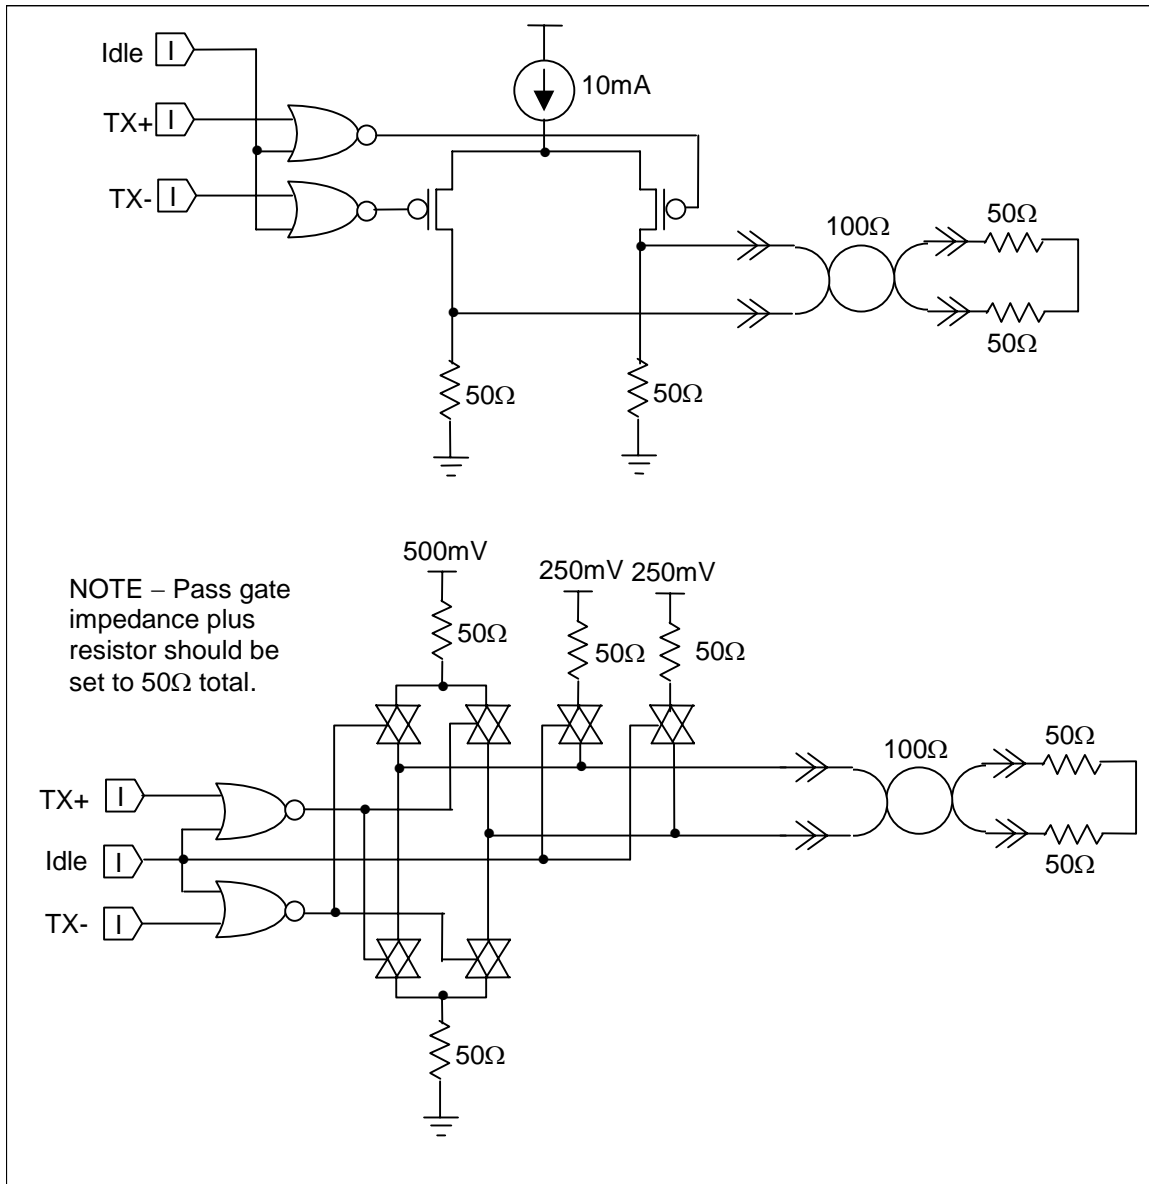 Idle I
10mA
TX+ I
TX- I
50Ω
100Ω
50Ω
50Ω
50Ω
500mV
250mV 250mV
NOTE – Pass gate
impedance plus
resistor should be
set to 50Ω total.
50Ω
50Ω
50Ω
50Ω
100Ω
TX+ I
Idle I
50Ω
TX- I
50Ω